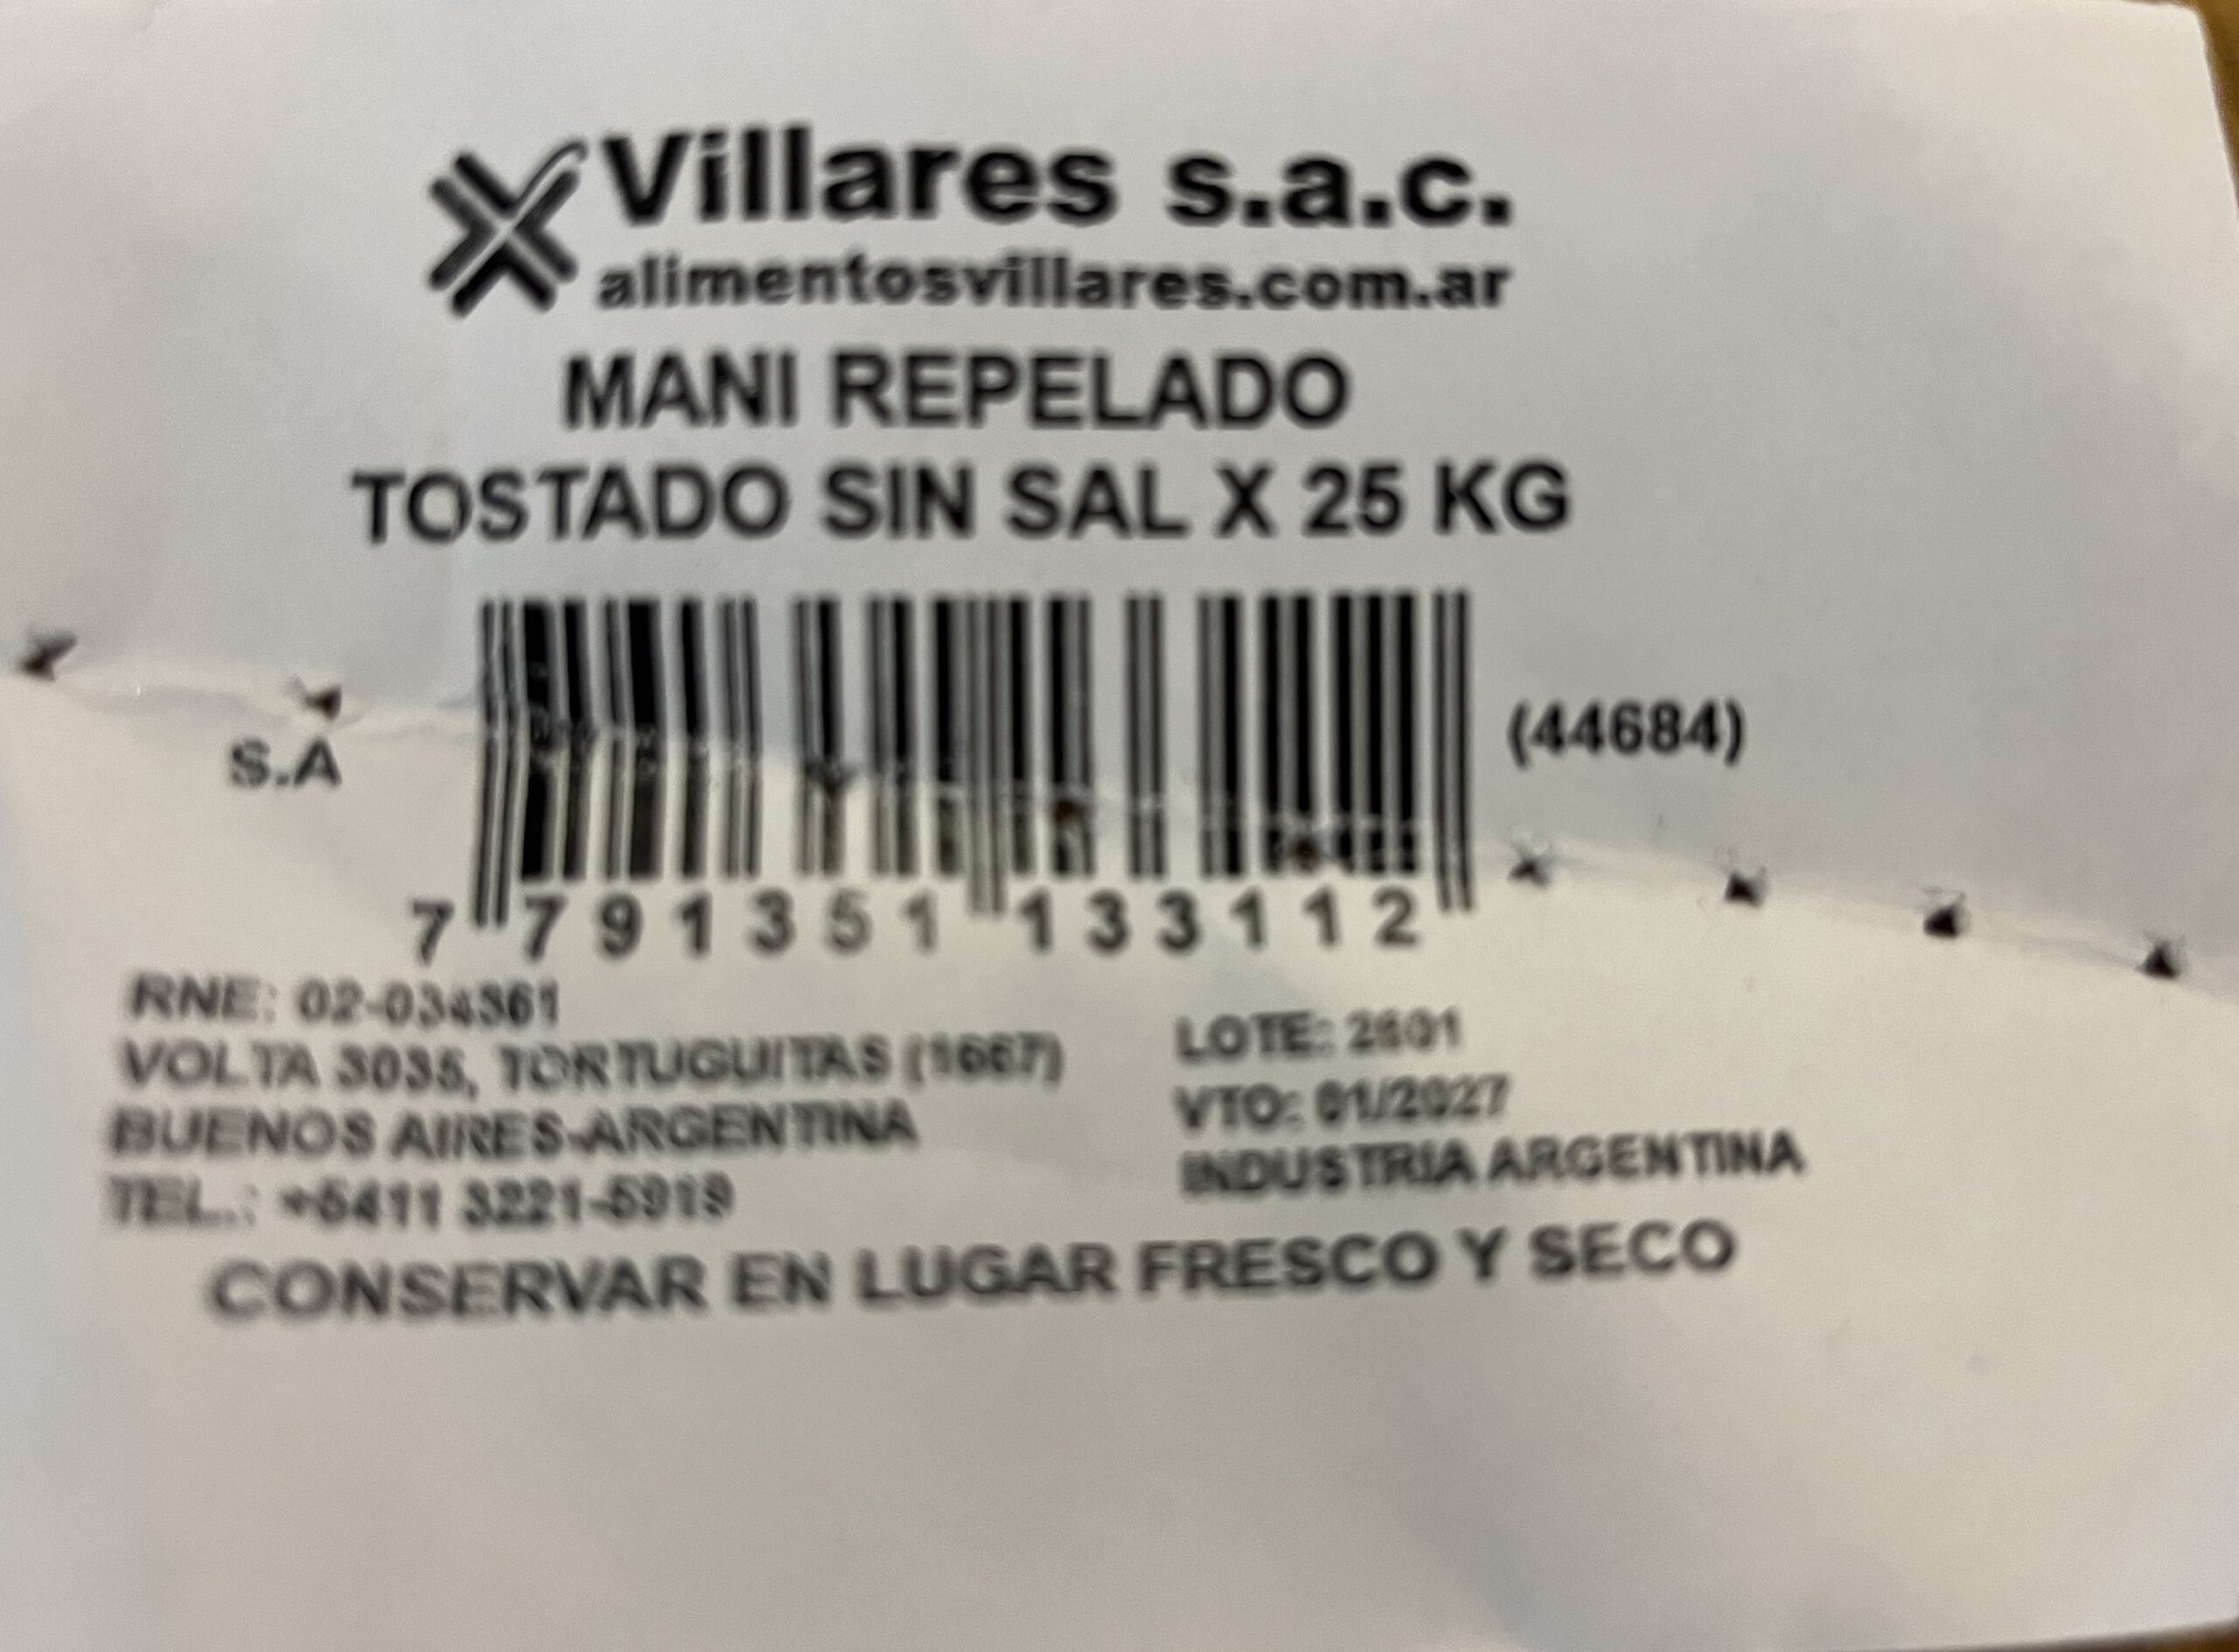 Villares s.a.c.
alimentosvillares.com.ar
MANI REPELADO
TOSTADO SIN SAL X 25 KG
(44684)
S.A
7 791351 133112
RNE: 02-034361
VOLTA 3035, TORTUGUITAS (1667)
BUENOS AIRES-ARGENTINA
TEL.: +5411 3221-5919
LOTE: 2601
VTO: 01/2027
INDUSTRIA ARGENTINA
CONSERVAR EN LUGAR FRESCO Y SECO